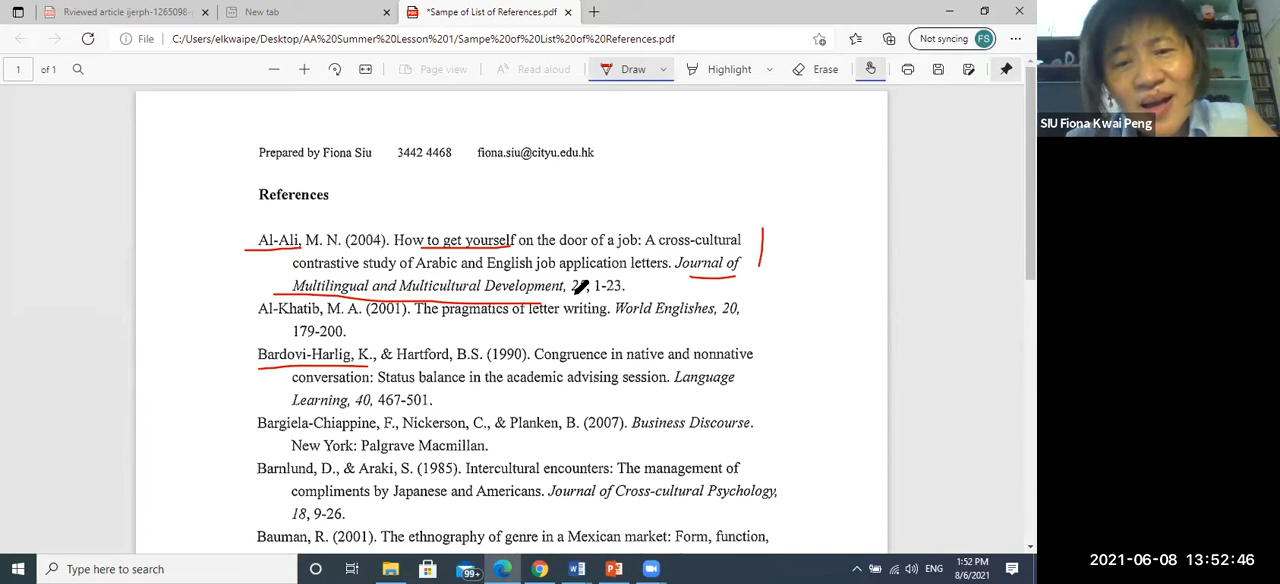 Rviewed article ijerph-1265098-
New tab
*Sampe of List of References.pdf
File
C:/Users/elkwaipe/Desktop/AA%20Summer%20Lesson%201/Sampe%20of%20List%20of%20References.pdf
Not syncing
FS
1
of 1
Page view
Read aloud
Draw
Highlight
Erase
SIU Fiona Kwai Peng
Prepared by Fiona Siu 3442 4468 fiona.siu@cityu.edu.hk
References
Al-Ali, M. N. (2004). How to get yourself on the door of a job: A cross-cultural
contrastive study of Arabic and English job application letters. Journal of
Multilingual and Multicultural Development, 1-23.
Al-Khatib, M. A. (2001). The pragmatics of letter writing. World Englishes, 20,
179-200.
Bardovi-Harlig, K., & Hartford, B.S. (1990). Congruence in native and nonnative
conversation: Status balance in the academic advising session. Language
Learning, 40, 467-501.
Bargiela-Chiappine, F., Nickerson, C., & Planken, B. (2007). Business Discourse.
New York: Palgrave Macmillan.
Barnlund, D., & Araki, S. (1985). Intercultural encounters: The management of
compliments by Japanese and Americans. Journal of Cross-cultural Psychology,
18, 9-26.
Bauman, R. (2001). The ethnography of genre in a Mexican market: Form, function,
Type here to search
99+
ENG
1:52 PM
8/6/2021
2021-06-08 13:52:46